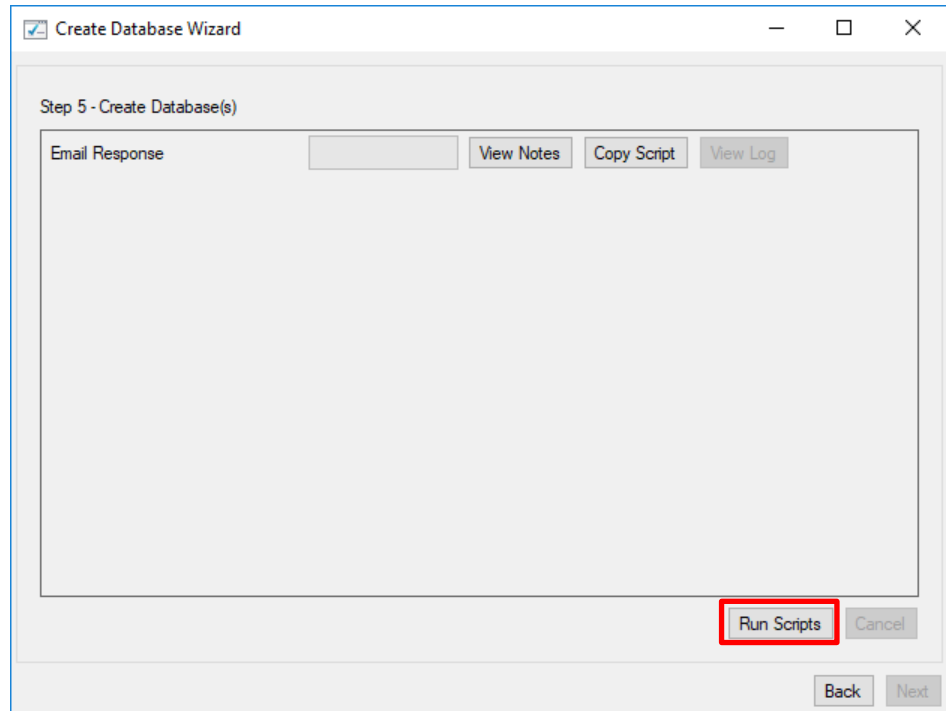 Create Database Wizard
Step 5 - Create Database(s)
Email Response View Notes Copy Script View Log
Run Scripts Cancel
Back Next